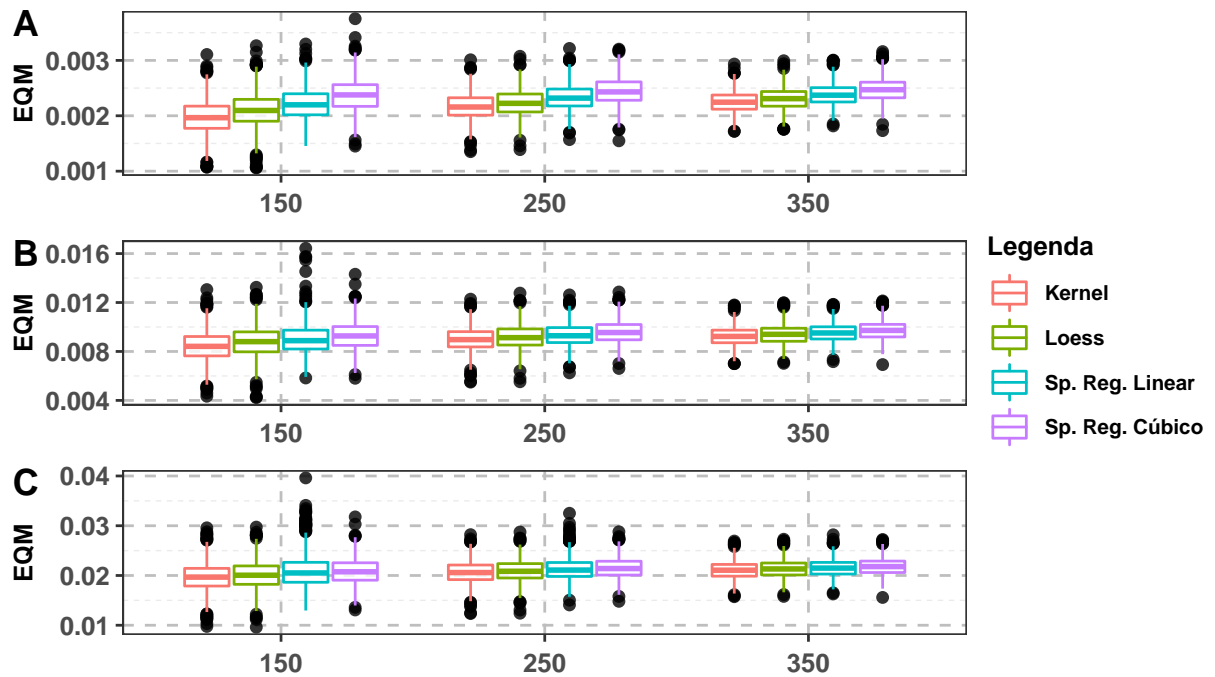 A
EQM
0.003
0.002
0.001
150
250
350
B
EQM
0.016
0.012
0.008
0.004
150
250
350
Legenda
Kernel
Loess
Sp. Reg. Linear
Sp. Reg. Cúbico
C
EQM
0.04
0.03
0.02
0.01
150
250
350